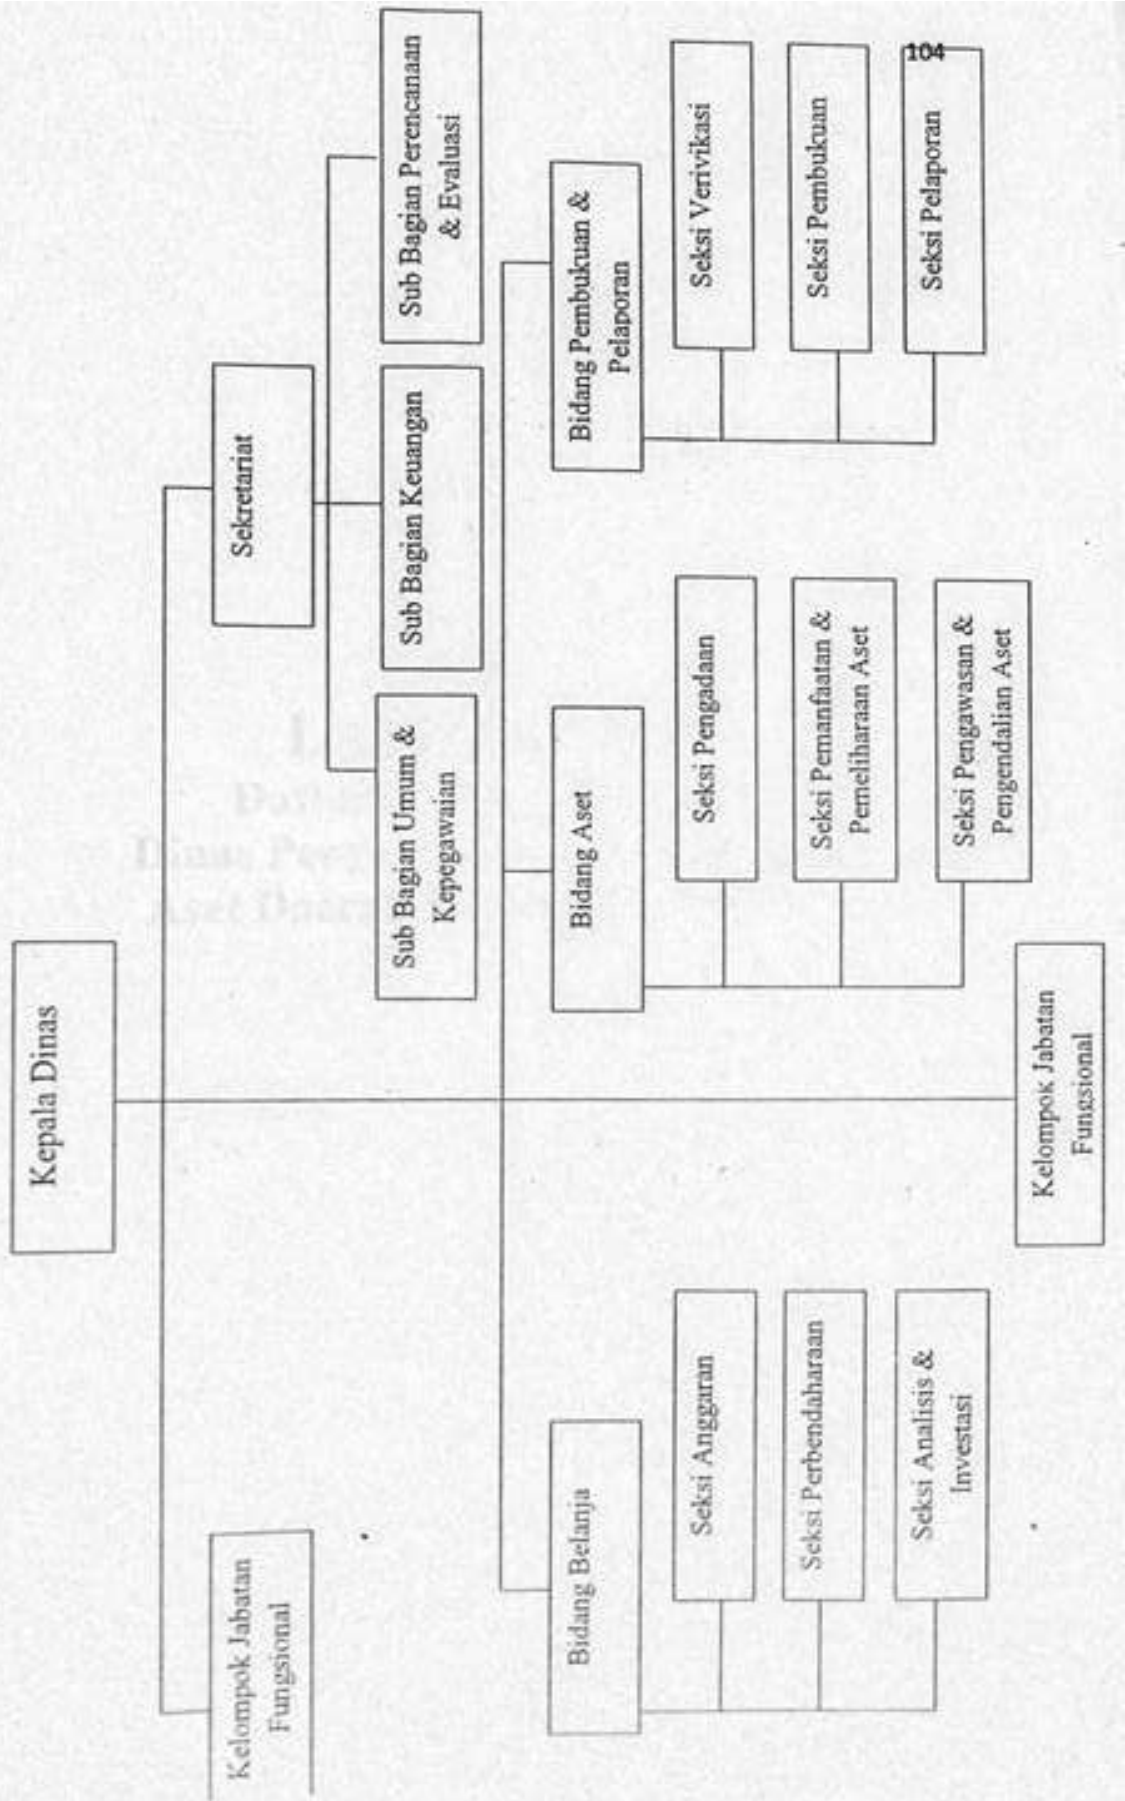 104
Kepala Dinas
Kelompok Jabatan
Fungsional
Sekretariat
Sub Bagian Umum &
Kepegawaian
Sub Bagian Keuangan
Sub Bagian Perencanaan
& Evaluasi
Bidang Belanja
Bidang Aset
Bidang Pembukuan &
Pelaporan
Seksi Anggaran
Seksi Perbendaharaan
Seksi Analisis &
Investasi
Seksi Pengadaan
Seksi Pemanfaatan &
Pemeliharaan Aset
Seksi Pengawasan &
Pengendalian Aset
Seksi Verivikasi
Seksi Pembukuan
Seksi Pelaporan
Kelompok Jabatan
Fungsional